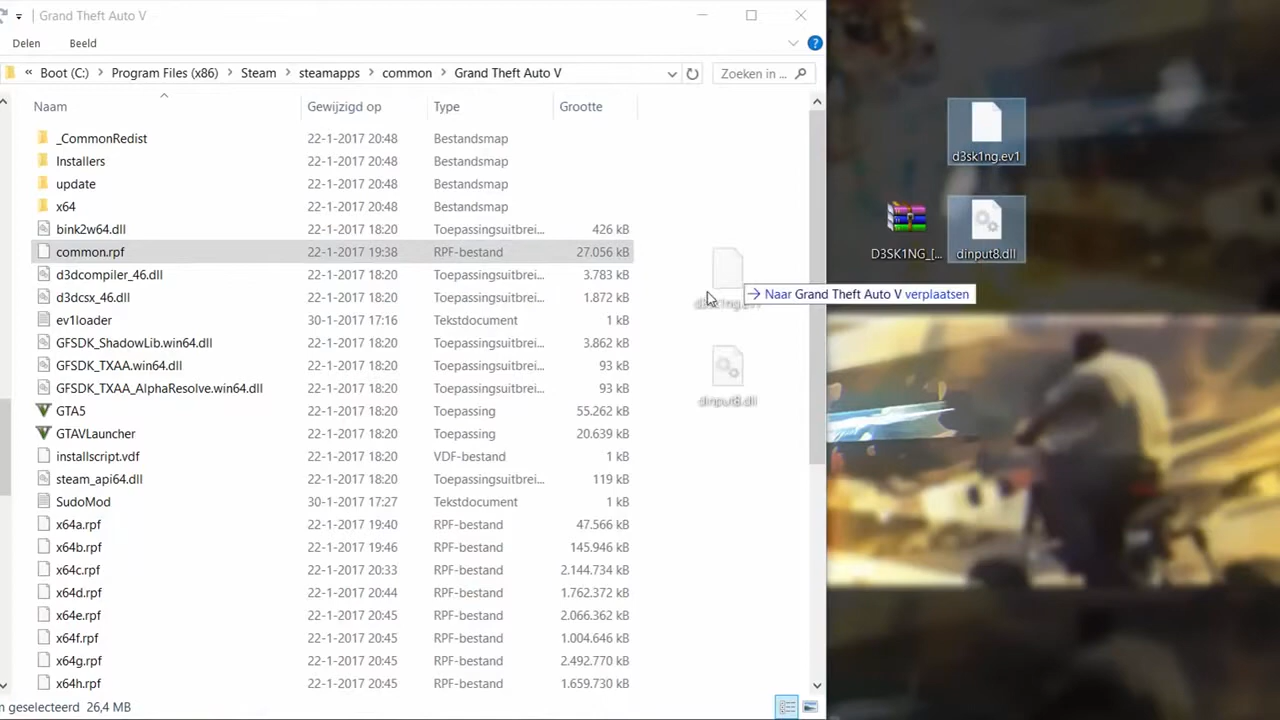 Grand Theft Auto V
Delen Beeld
« Boot (C:) Program Files (x86) Steam steamapps common Grand Theft Auto V Zoeken in ...
Naam Gewijzigd op Type Grootte
_CommonRedist 22-1-2017 20:48 Bestandsmap
Installers 22-1-2017 20:48 Bestandsmap
update 22-1-2017 20:48 Bestandsmap
x64 22-1-2017 20:48 Bestandsmap
bink2w64.dll 22-1-2017 18:20 Toepassingsuitbrei... 426 kB
common.rpf 22-1-2017 19:38 RPF-bestand 27.056 kB
d3dcompiler_46.dll 22-1-2017 18:20 Toepassingsuitbrei... 3.783 kB
d3dcsx_46.dll 22-1-2017 18:20 Toepassingsuitbrei... 1.872 kB
ev1loader 30-1-2017 17:16 Tekstdocument 1 kB
GFSDK_ShadowLib.win64.dll 22-1-2017 18:20 Toepassingsuitbrei... 3.862 kB
GFSDK_TXAA.win64.dll 22-1-2017 18:20 Toepassingsuitbrei... 93 kB
GFSDK_TXAA_AlphaResolve.win64.dll 22-1-2017 18:20 Toepassingsuitbrei... 93 kB
GTA5 22-1-2017 18:20 Toepassing 55.262 kB
GTAVLauncher 22-1-2017 18:20 Toepassing 20.639 kB
installscript.vdf 22-1-2017 18:20 VDF-bestand 1 kB
steam_api64.dll 22-1-2017 18:20 Toepassingsuitbrei... 119 kB
SudoMod 30-1-2017 17:27 Tekstdocument 1 kB
x64a.rpf 22-1-2017 19:40 RPF-bestand 47.566 kB
x64b.rpf 22-1-2017 19:46 RPF-bestand 145.946 kB
x64c.rpf 22-1-2017 20:33 RPF-bestand 2.144.734 kB
x64d.rpf 22-1-2017 20:44 RPF-bestand 1.762.372 kB
x64e.rpf 22-1-2017 20:45 RPF-bestand 2.066.362 kB
x64f.rpf 22-1-2017 20:45 RPF-bestand 1.004.646 kB
x64g.rpf 22-1-2017 20:45 RPF-bestand 2.492.770 kB
x64h.rpf 22-1-2017 20:45 RPF-bestand 1.659.730 kB
m geselecteerd 26,4 MB
d3sk1ng.ev1
dinput8.dll
Naar Grand Theft Auto V verplaatsen
d3sk1ng.ev1
D3SK1NG_[...
dinput8.dll